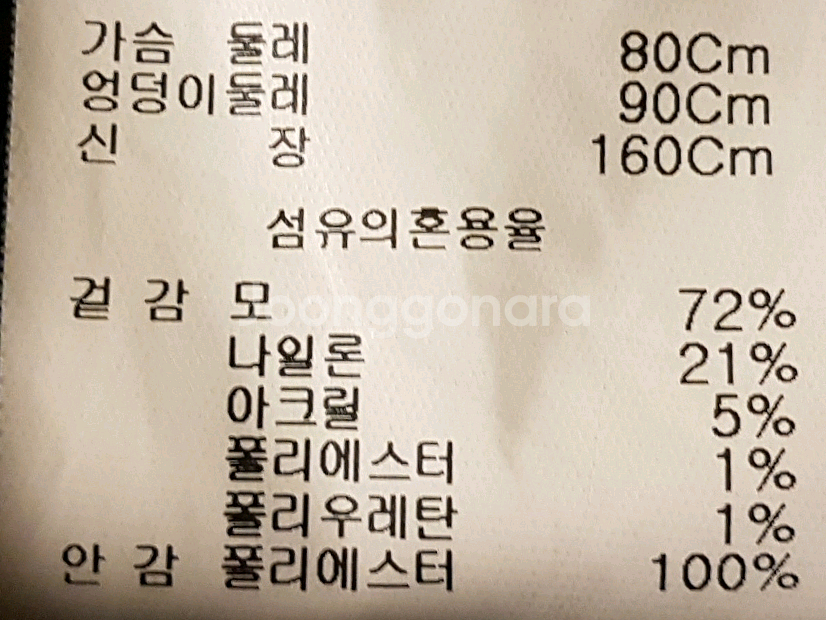 가슴 둘레 80Cm
엉덩이둘레 90Cm
신 장 160Cm
섬유의혼용율
겉 감 모 72%
나일론 21%
아크릴 5%
폴리에스터 1%
폴리우레탄 1%
안 감 폴리에스터 100%
Joonggonara